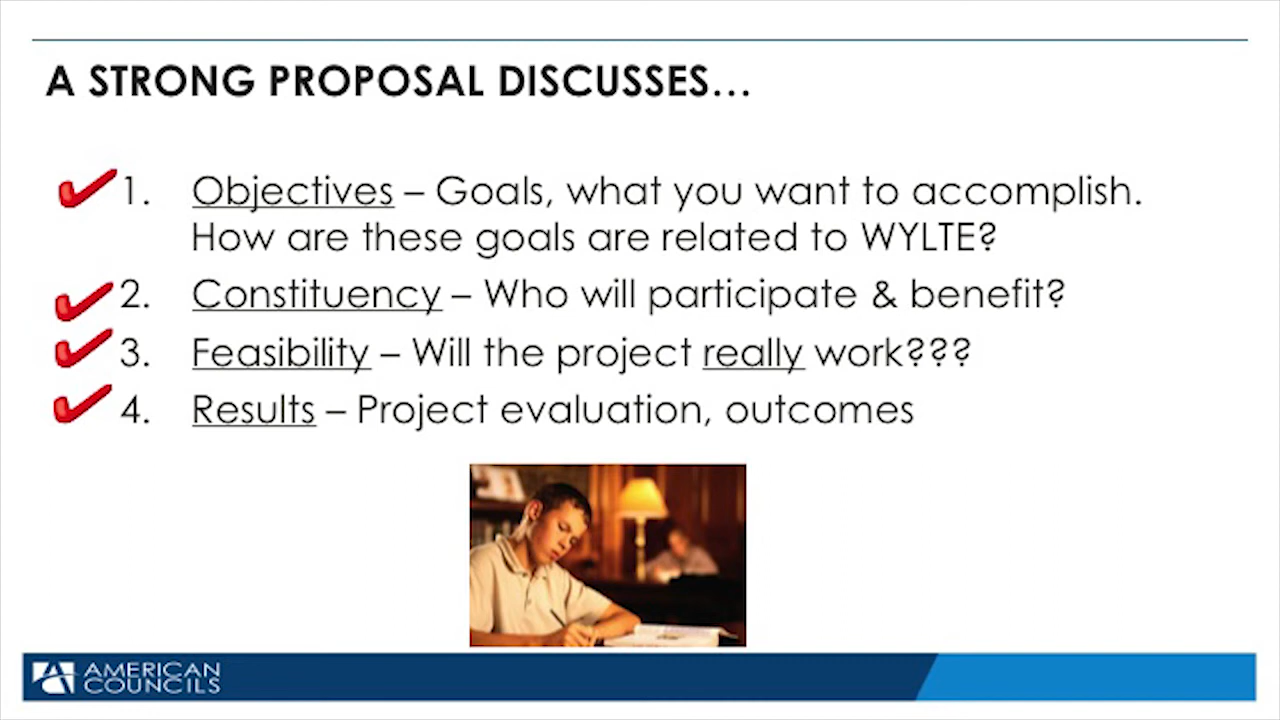 A STRONG PROPOSAL DISCUSSES…
1. Objectives – Goals, what you want to accomplish.
How are these goals are related to WYLTE?
2. Constituency – Who will participate & benefit?
3. Feasibility – Will the project really work???
4. Results – Project evaluation, outcomes
AMERICAN
COUNCILS